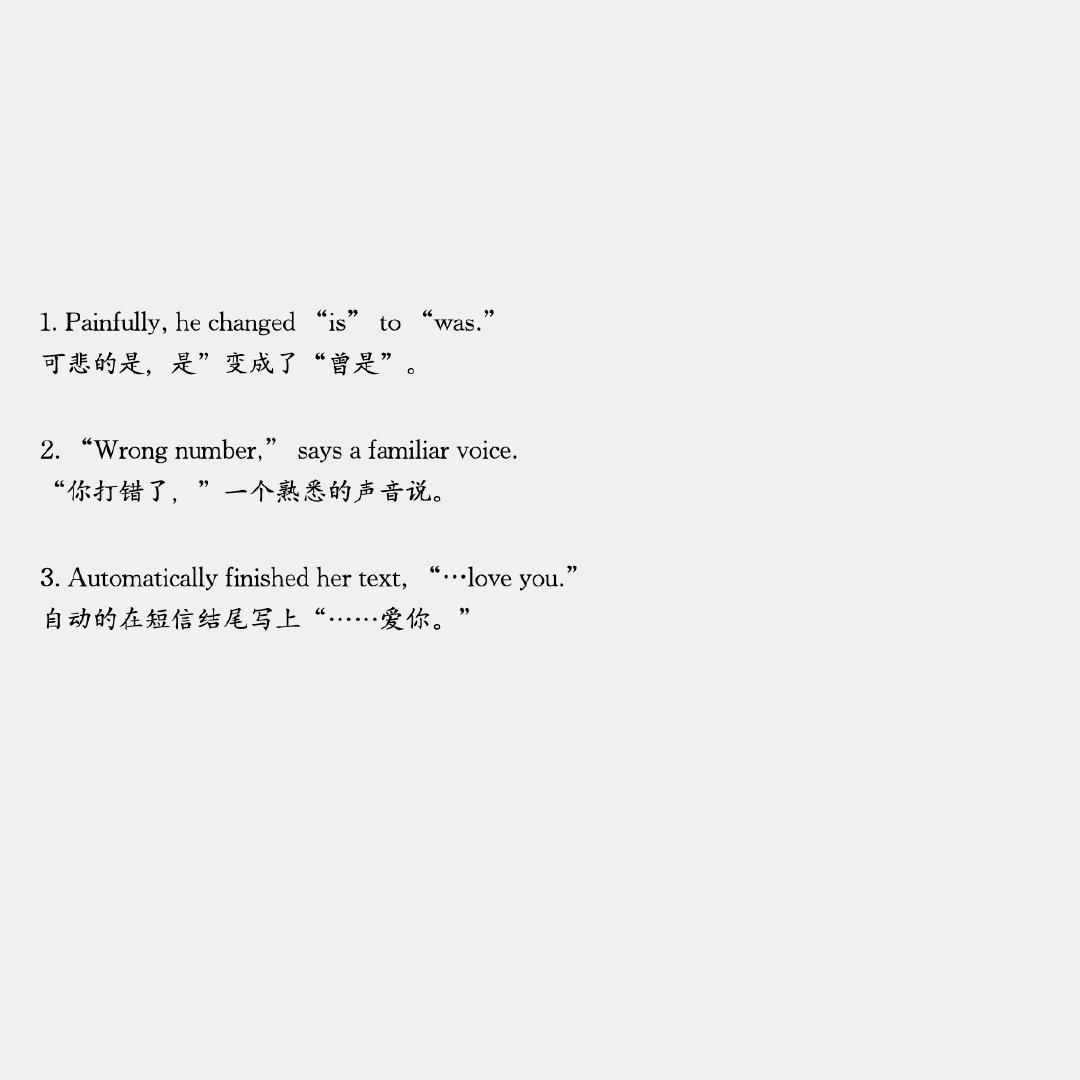 1. Painfully, he changed “is” to “was.”
可悲的是，是”变成了“曾是”。
2. “Wrong number,” says a familiar voice.
“你打错了，”一个熟悉的声音说。
3. Automatically finished her text, “…love you.”
自动的在短信结尾写上“……爱你。”